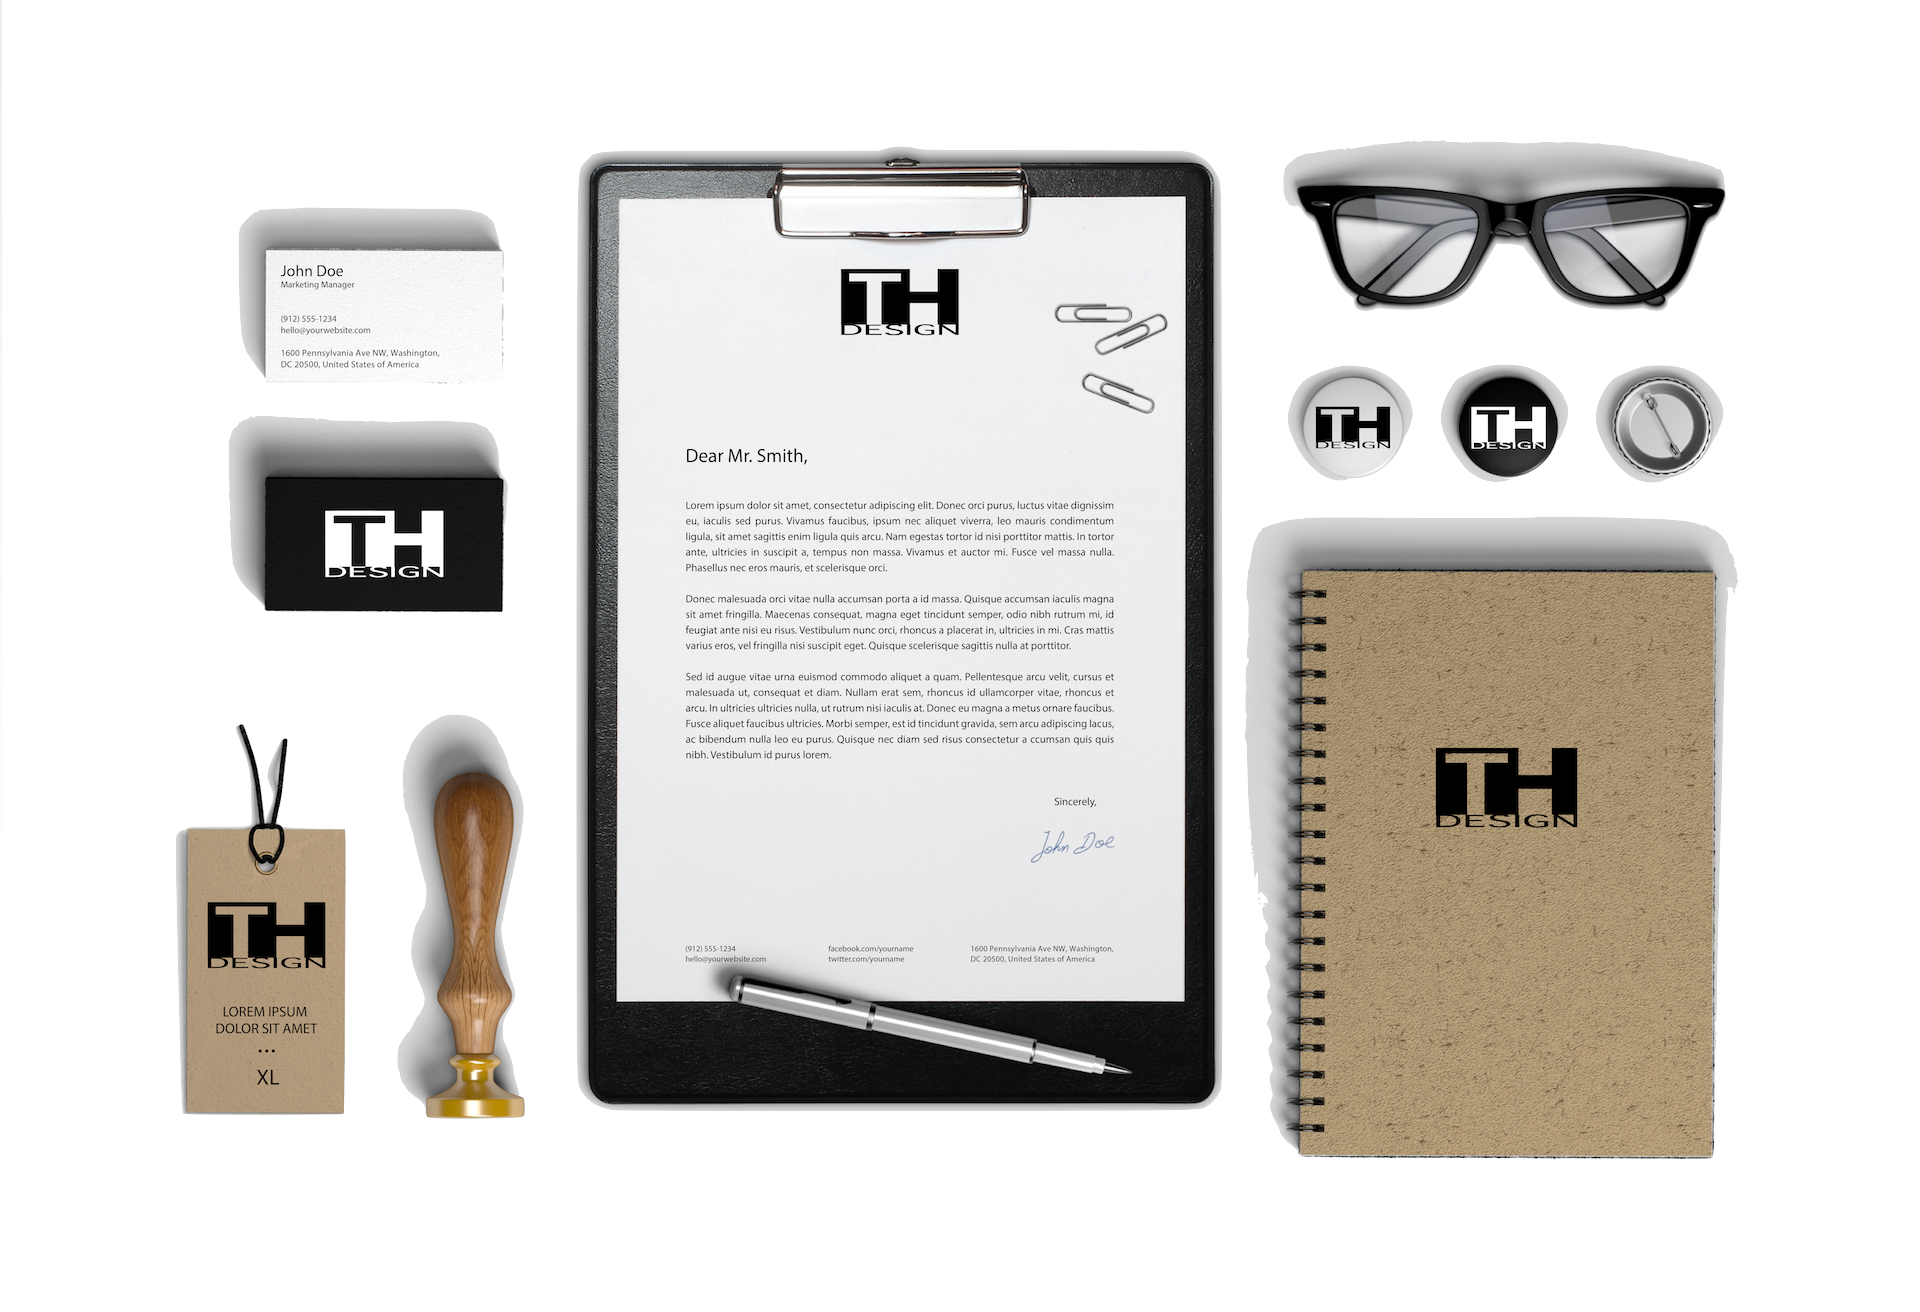 John Doe
Marketing Manager
(912) 555-1234
hello@yourwebsite.com
1600 Pennsylvania Ave NW, Washington,
DC 20500, United States of America
TH
DESIGN
TH
DESIGN
LOREM IPSUM
DOLOR SIT AMET
...
XL
TH
DESIGN
Dear Mr. Smith,
Lorem ipsum dolor sit amet, consectetur adipiscing elit. Donec orci purus, luctus vitae dignissim
eu, iaculis sed purus. Vivamus faucibus, ipsum nec aliquet viverra, leo mauris condimentum
ligula, sit amet sagittis enim ligula quis arcu. Nam egestas tortor id nisi porttitor mattis. In tortor
ante, ultricies in suscipit a, tempus non massa. Vivamus et auctor mi. Fusce vel massa nulla.
Phasellus nec eros mauris, et scelerisque orci.
Donec malesuada orci vitae nulla accumsan porta a id massa. Quisque accumsan iaculis magna
sit amet fringilla. Maecenas consequat, magna eget tincidunt semper, odio nibh rutrum mi, id
feugiat ante nisi eu risus. Vestibulum nunc orci, rhoncus a placerat in, ultricies in mi. Cras mattis
varius eros, vel fringilla nisi suscipit eget. Quisque scelerisque sagittis nulla at porttitor.
Sed id augue vitae urna euismod commodo aliquet a quam. Pellentesque arcu velit, cursus et
malesuada ut, consequat et diam. Nullam erat sem, rhoncus id ullamcorper vitae, rhoncus et
arcu. In ultricies ultricies nulla, ut rutrum nisi iaculis at. Donec eu magna a metus ornare faucibus.
Fusce aliquet faucibus ultricies. Morbi semper, est id tincidunt gravida, sem arcu adipiscing lacus,
ac bibendum nulla leo eu purus. Quisque nec diam sed risus consectetur a ccumsan quis quis
nibh. Vestibulum id purus lorem.
Sincerely,
John Doe
(912) 555-1234
hello@yourwebsite.com
facebook.com/yourname
twitter.com/yourname
1600 Pennsylvania Ave NW, Washington,
DC 20500, United States of America
TH
DESIGN
TH
DESIGN
TH
DESIGN